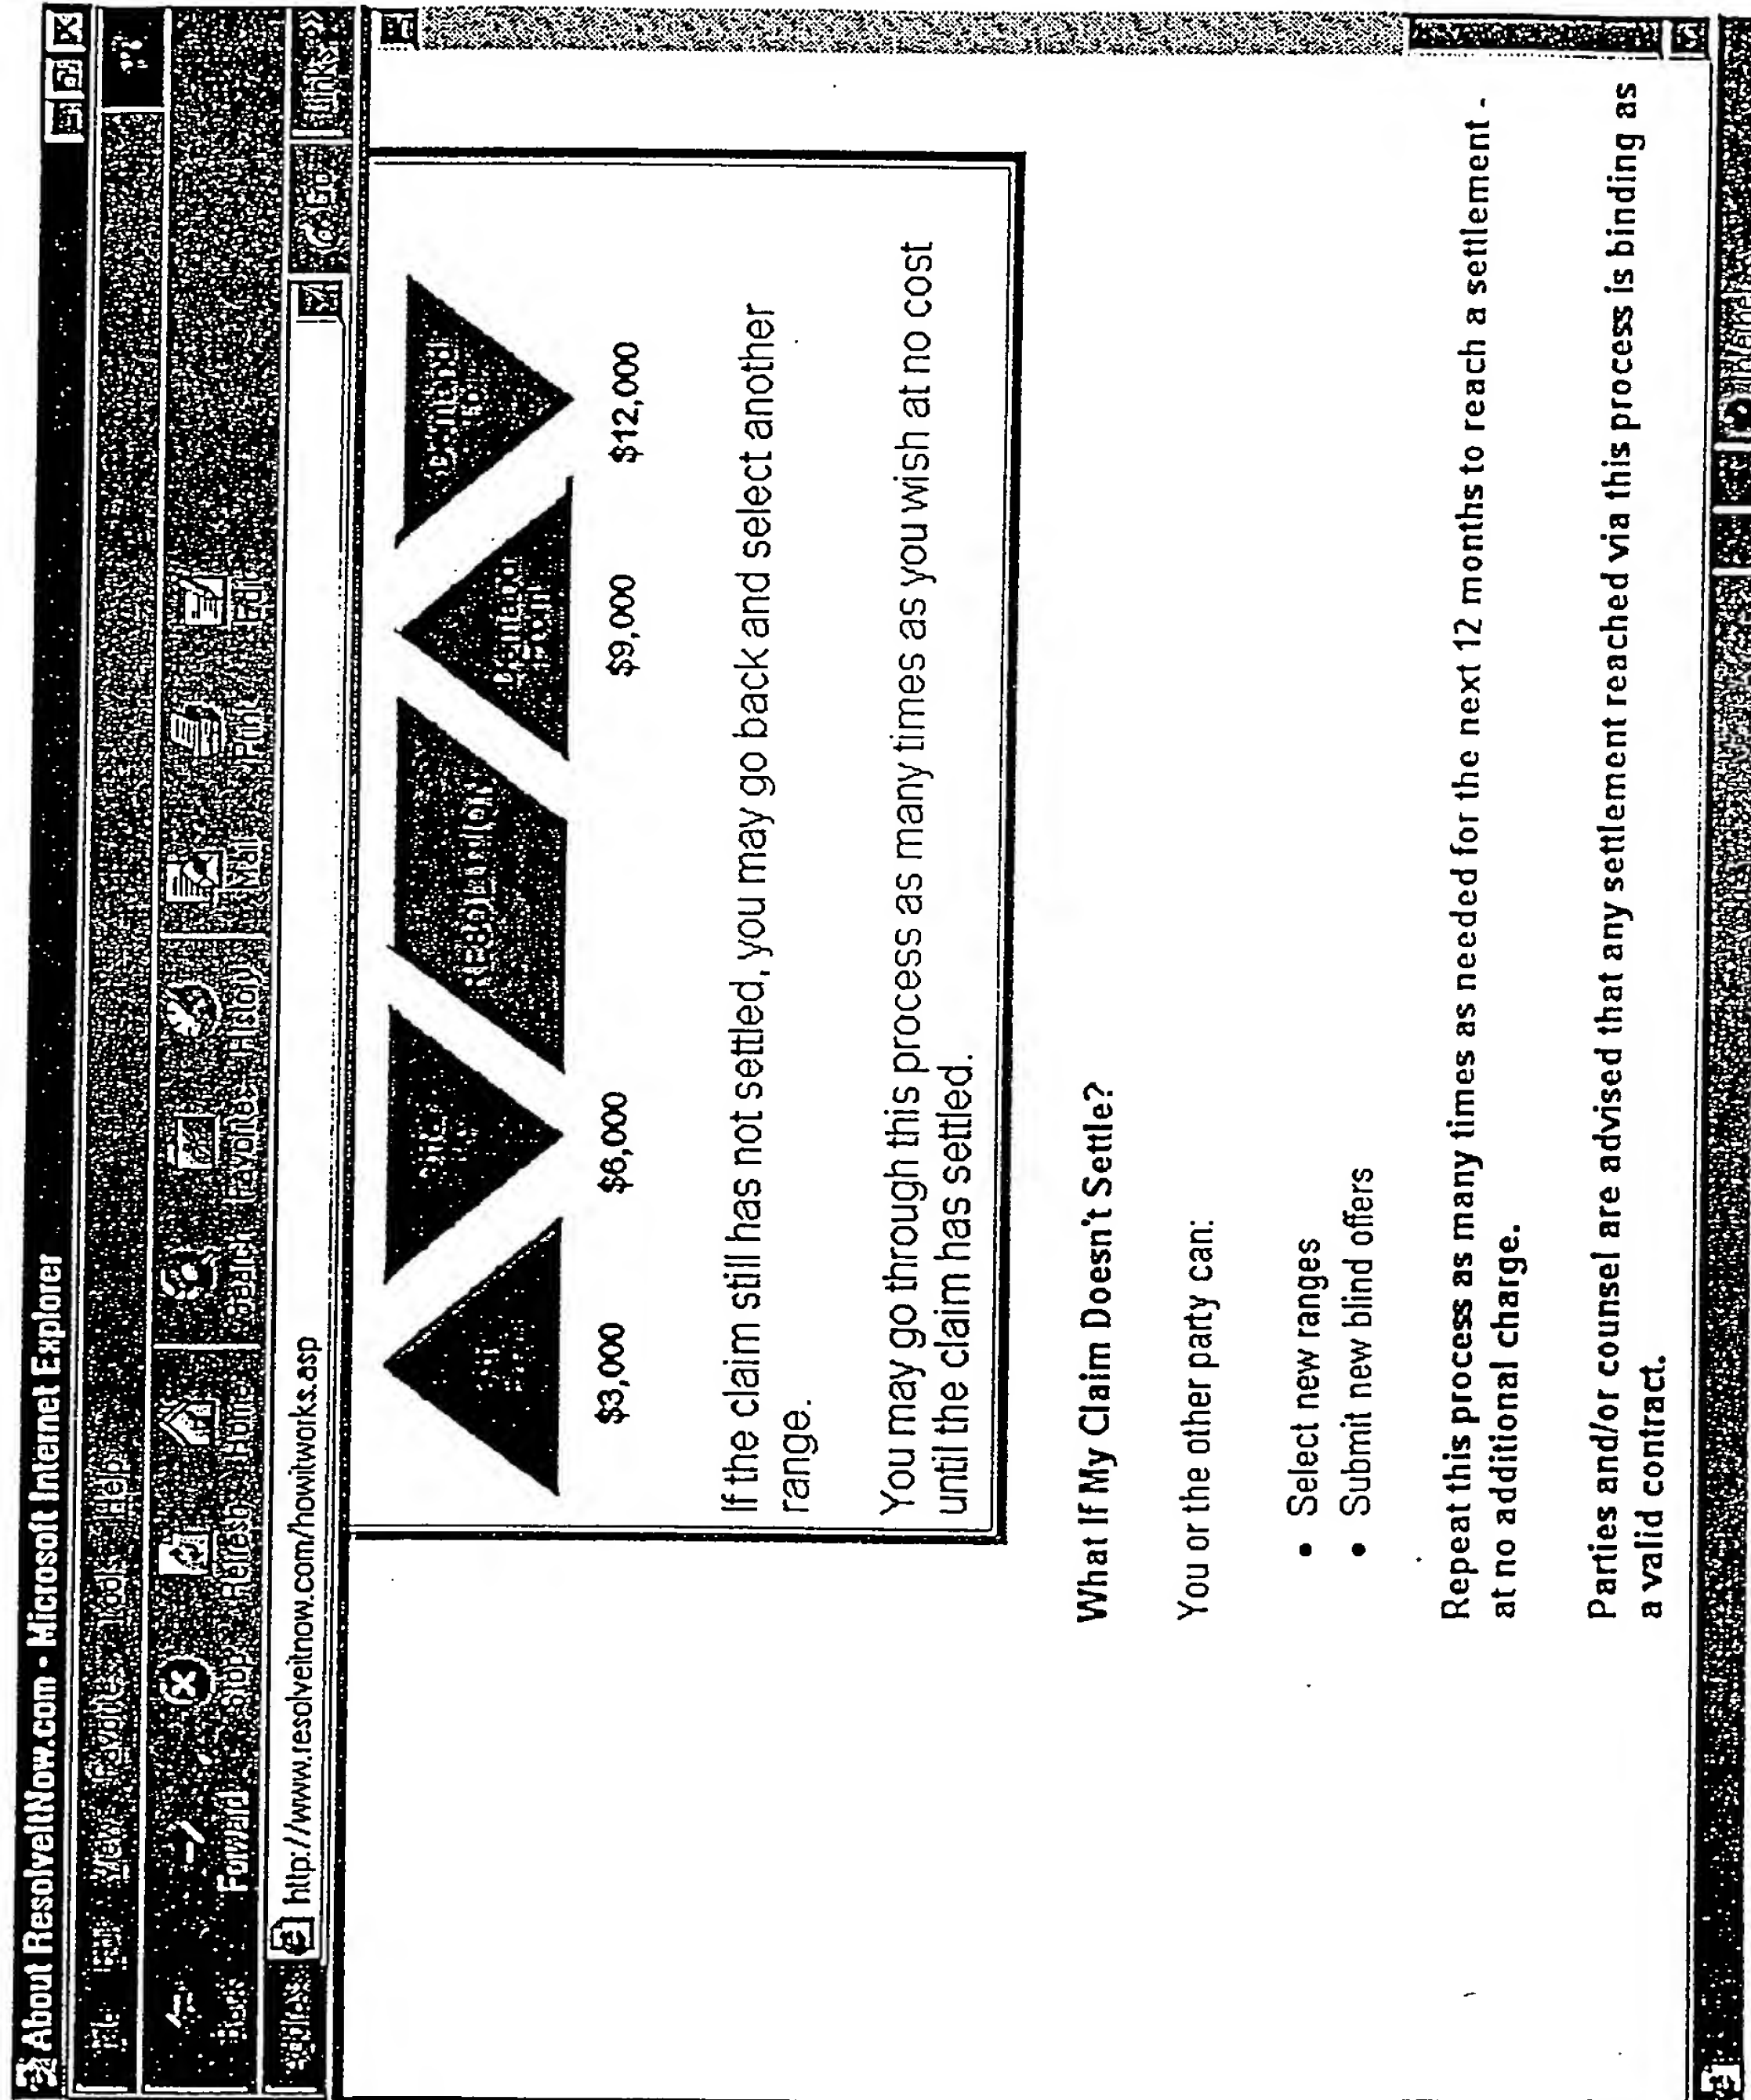 About ResolveItNow.com - Microsoft Internet Explorer
View Favorites Tools Help
Forward Stop Refresh Home Search Favorites History Mail Print Edit
Address http://www.resolveitnow.com/howitworks.asp Go Links »
RESOLUTION
Demand
$3,000 $6,000 $9,000 $12,000
If the claim still has not settled, you may go back and select another
range.
You may go through this process as many times as you wish at no cost
until the claim has settled.
What If My Claim Doesn't Settle?
You or the other party can:
• Select new ranges
• Submit new blind offers
Repeat this process as many times as needed for the next 12 months to reach a settlement -
at no additional charge.
Parties and/or counsel are advised that any settlement reached via this process is binding as
a valid contract.